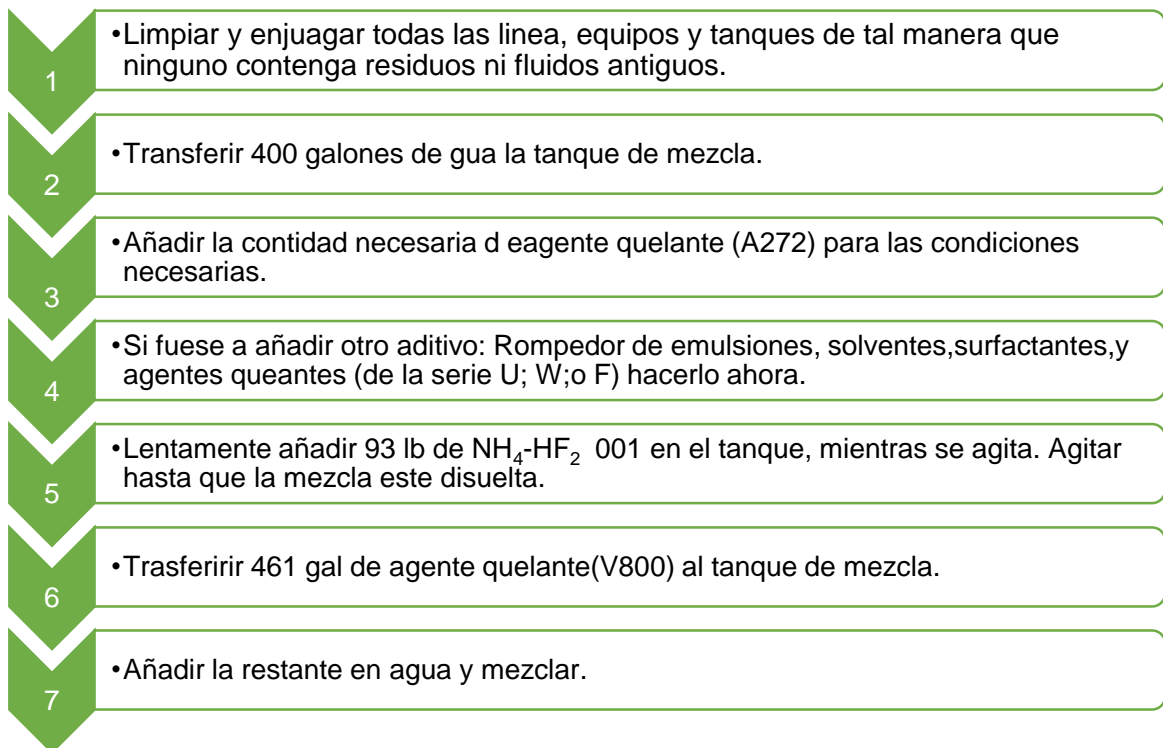 1
•Limpiar y enjuagar todas las linea, equipos y tanques de tal manera que
ninguno contenga residuos ni fluidos antiguos.
2
•Transferir 400 galones de gua la tanque de mezcla.
3
•Añadir la contidad necesaria d eagente quelante (A272) para las condiciones
necesarias.
4
•Si fuese a añadir otro aditivo: Rompedor de emulsiones, solventes,surfactantes,y
agentes queantes (de la serie U; W;o F) hacerlo ahora.
5
•Lentamente añadir 93 lb de NH₄-HF₂ 001 en el tanque, mientras se agita. Agitar
hasta que la mezcla este disuelta.
6
•Trasferirir 461 gal de agente quelante(V800) al tanque de mezcla.
7
•Añadir la restante en agua y mezclar.